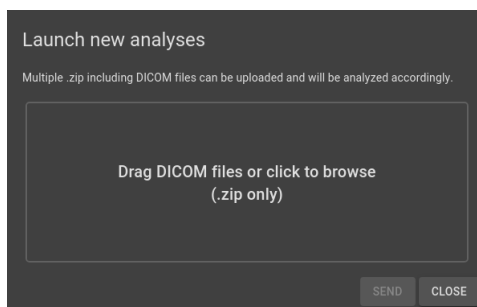 Launch new analyses
Multiple .zip including DICOM files can be uploaded and will be analyzed accordingly.
Drag DICOM files or click to browse
(.zip only)
SEND CLOSE